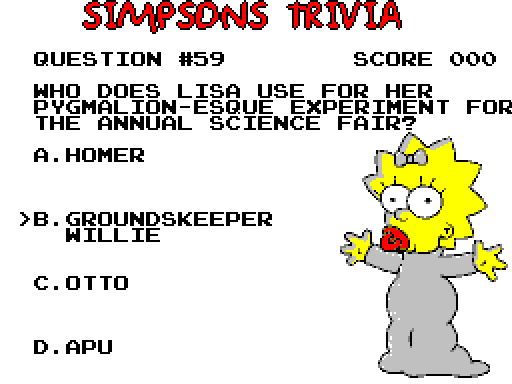 SIMPSONS TRIVIA
QUESTION #59 SCORE 000
WHO DOES LISA USE FOR HER
PYGMALION-ESQUE EXPERIMENT FOR
THE ANNUAL SCIENCE FAIR?
A.HOMER
>B.GROUNDSKEEPER
WILLIE
C.OTTO
D.APU